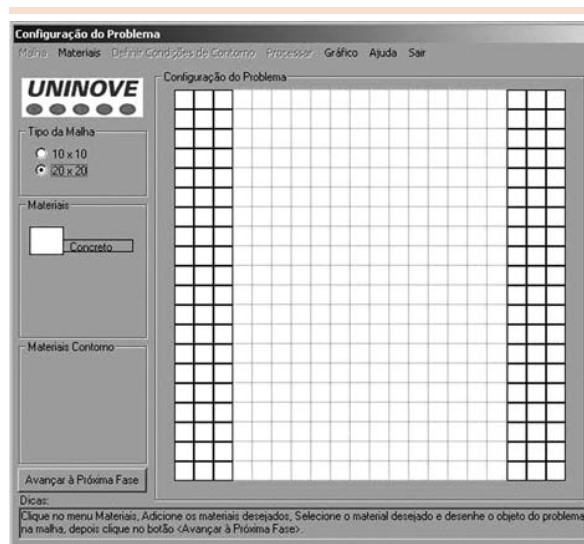 Configuração do Problema
Malha Materiais Definir Condições de Contorno Processar Gráfico Ajuda Sair
UNINOVE
Configuração do Problema
Tipo da Malha
10 x 10
20 x 20
Materiais
Concreto
Materiais Contorno
Avançar à Próxima Fase
Dicas:
Clique no menu Materiais, Adicione os materiais desejados, Selecione o material desejado e desenhe o objeto do problema
na malha, depois clique no botão <Avançar à Próxima Fase>.